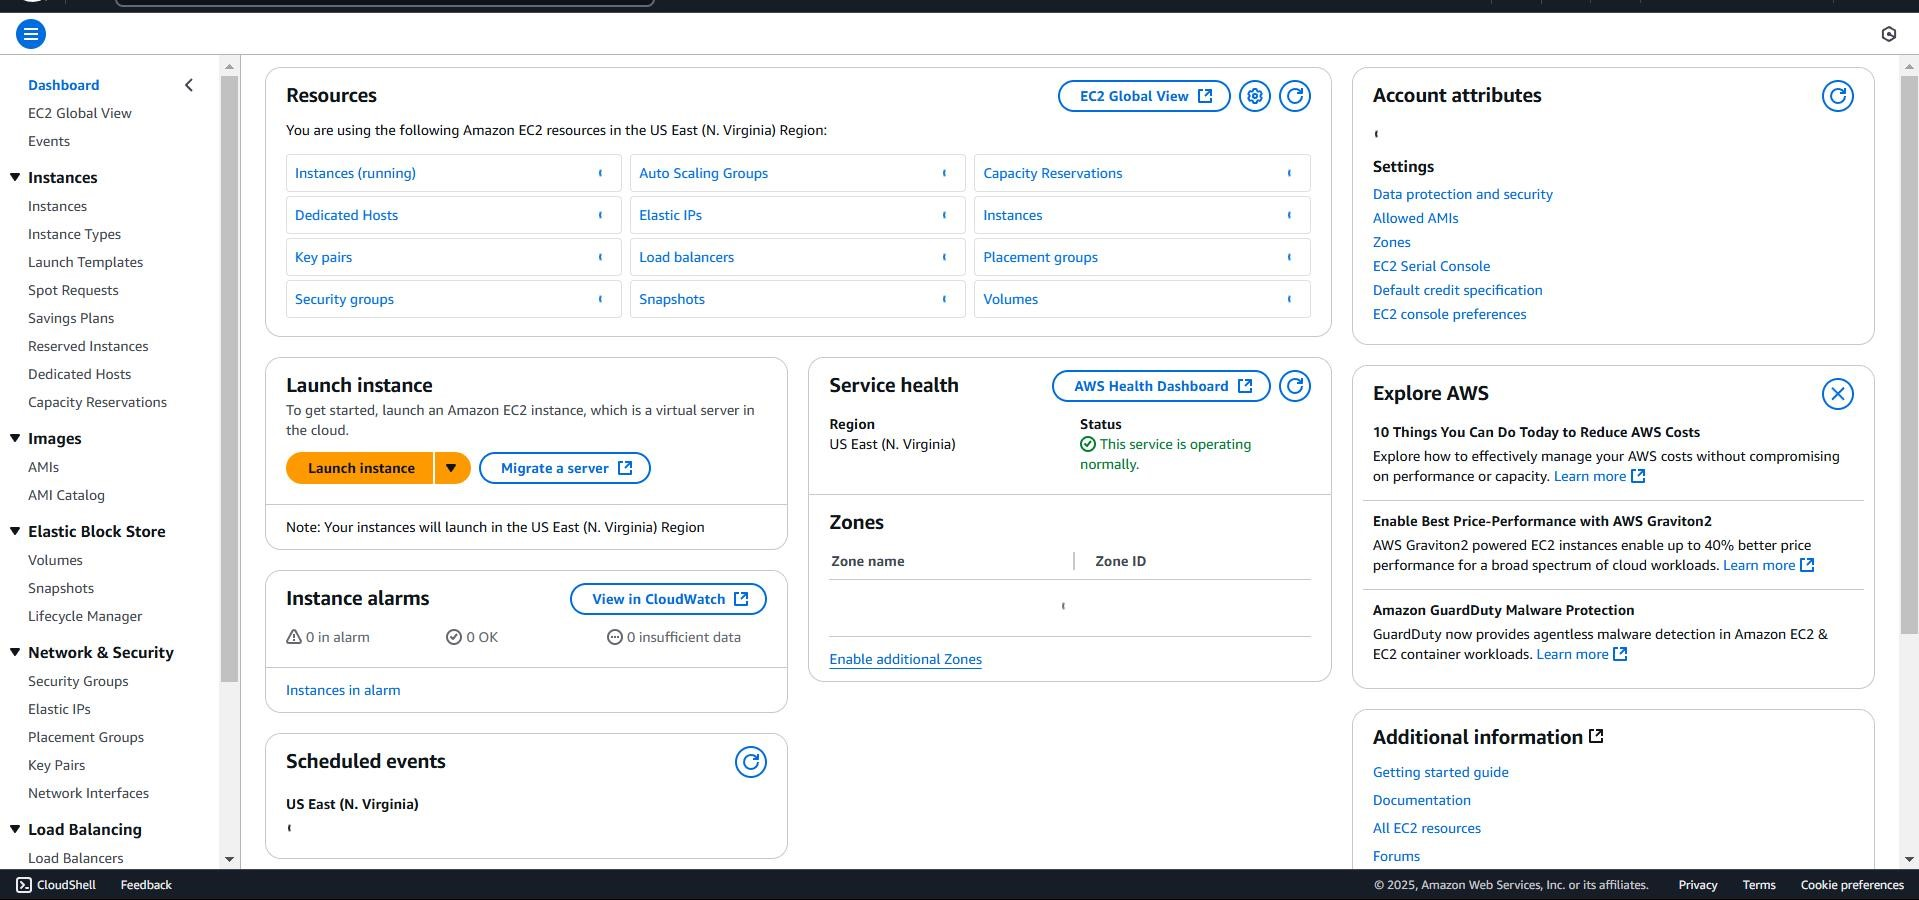 Dashboard
EC2 Global View
Events
Instances
Instances
Instance Types
Launch Templates
Spot Requests
Savings Plans
Reserved Instances
Dedicated Hosts
Capacity Reservations
Images
AMIs
AMI Catalog
Elastic Block Store
Volumes
Snapshots
Lifecycle Manager
Network & Security
Security Groups
Elastic IPs
Placement Groups
Key Pairs
Network Interfaces
Load Balancing
Load Balancers
Resources
EC2 Global View
You are using the following Amazon EC2 resources in the US East (N. Virginia) Region:
Instances (running)
Auto Scaling Groups
Capacity Reservations
Dedicated Hosts
Elastic IPs
Instances
Key pairs
Load balancers
Placement groups
Security groups
Snapshots
Volumes
Launch instance
To get started, launch an Amazon EC2 instance, which is a virtual server in
the cloud.
Launch instance
Migrate a server
Note: Your instances will launch in the US East (N. Virginia) Region
Instance alarms
View in CloudWatch
0 in alarm
0 OK
0 insufficient data
Instances in alarm
Scheduled events
US East (N. Virginia)
Service health
AWS Health Dashboard
Region
US East (N. Virginia)
Status
This service is operating
normally.
Zones
Zone name
Zone ID
Enable additional Zones
Account attributes
Settings
Data protection and security
Allowed AMIs
Zones
EC2 Serial Console
Default credit specification
EC2 console preferences
Explore AWS
10 Things You Can Do Today to Reduce AWS Costs
Explore how to effectively manage your AWS costs without compromising
on performance or capacity. Learn more
Enable Best Price-Performance with AWS Graviton2
AWS Graviton2 powered EC2 instances enable up to 40% better price
performance for a broad spectrum of cloud workloads. Learn more
Amazon GuardDuty Malware Protection
GuardDuty now provides agentless malware detection in Amazon EC2 &
EC2 container workloads. Learn more
Additional information
Getting started guide
Documentation
All EC2 resources
Forums
CloudShell
Feedback
© 2025, Amazon Web Services, Inc. or its affiliates.
Privacy
Terms
Cookie preferences